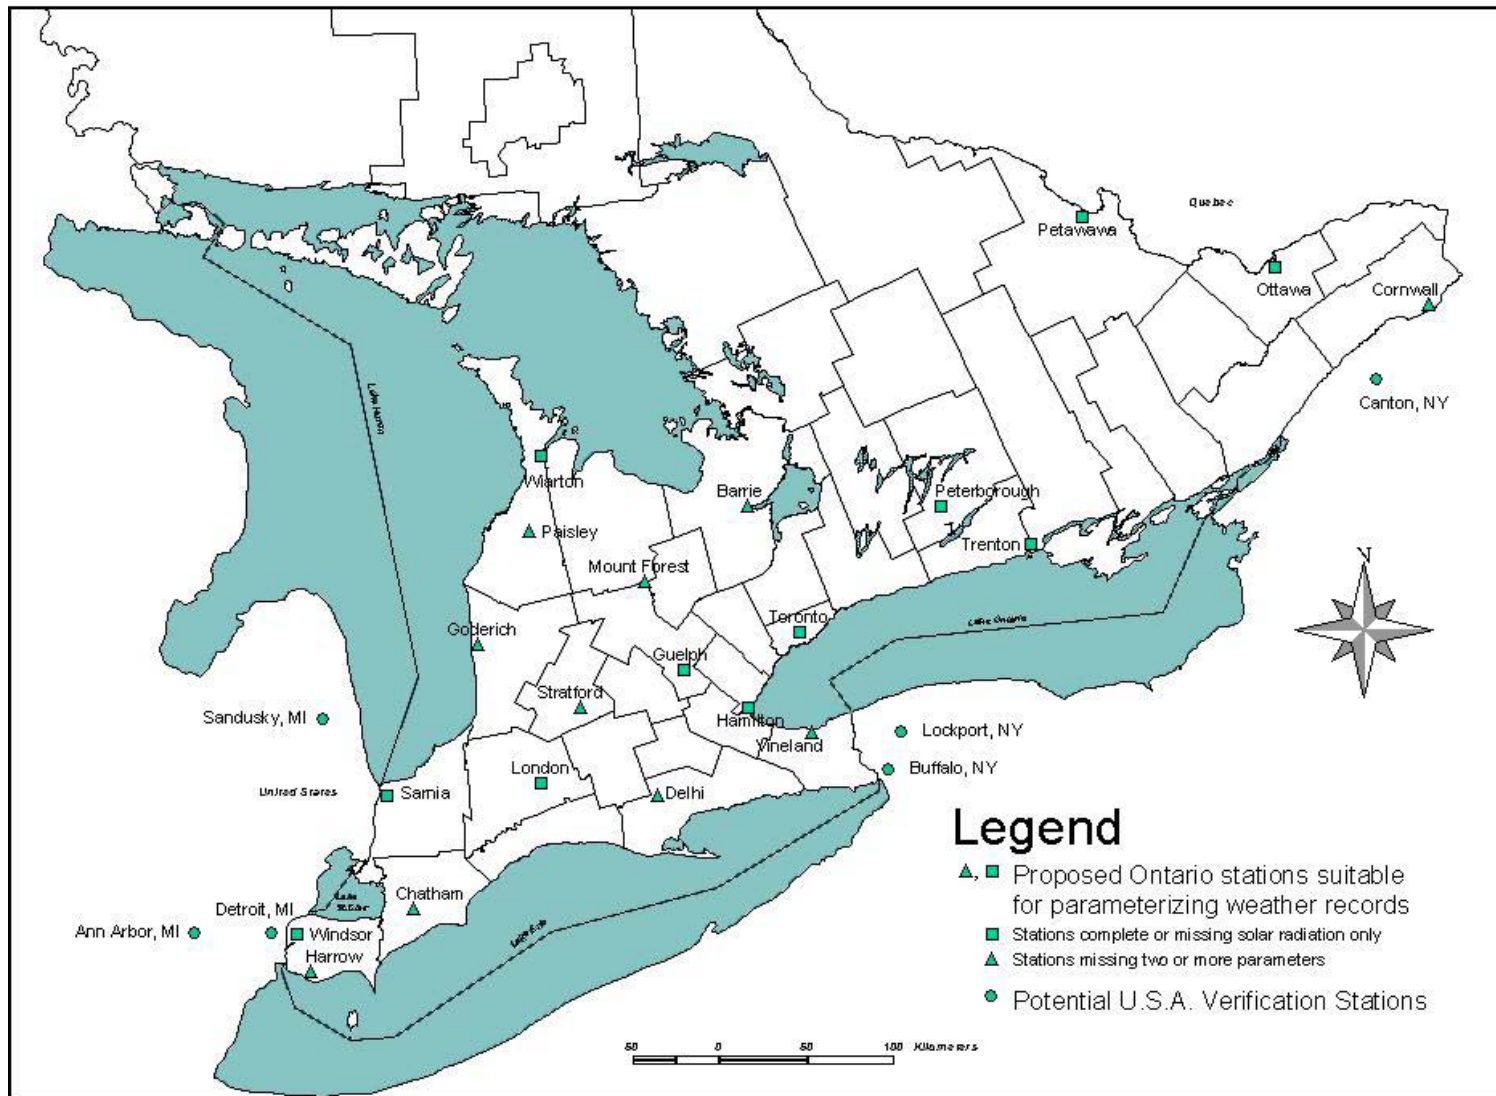 Quebec
Petawawa
Ottawa
Cornwall
Canton, NY
Lake Huron
Wiarton
Barrie
Peterborough
Paisley
Trenton
Mount Forest
N
Goderich
Toronto
Lake Ontario
Guelph
Stratford
Sandusky, MI
Hamilton
Vineland
Lockport, NY
London
Buffalo, NY
United States
Sarnia
Delhi
Legend
▲, ■ Proposed Ontario stations suitable
for parameterizing weather records
■ Stations complete or missing solar radiation only
▲ Stations missing two or more parameters
● Potential U.S.A. Verification Stations
Chatham
Lake
St. Clair
Detroit, MI
Ann Arbor, MI
Windsor
Lake Erie
Harrow
50 0 50 100 Kilometers